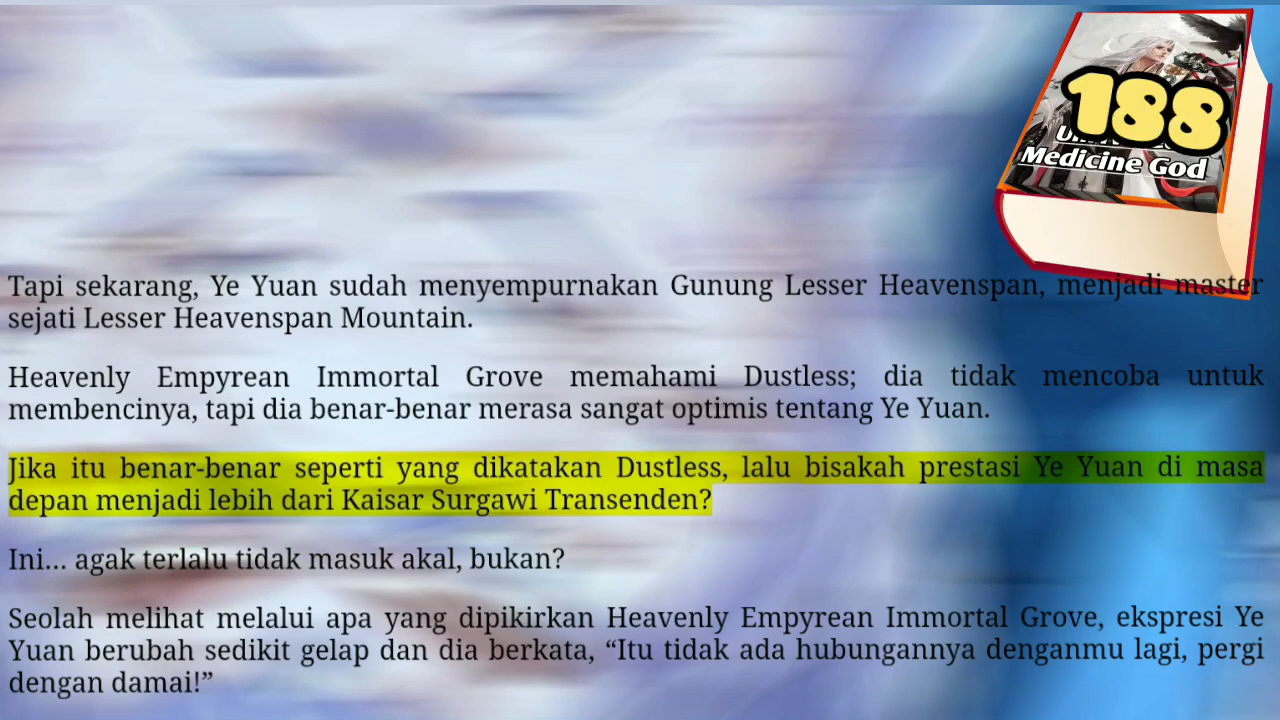 188
Medicine God
Tapi sekarang, Ye Yuan sudah menyempurnakan Gunung Lesser Heavenspan, menjadi master
sejati Lesser Heavenspan Mountain.
Heavenly Empyrean Immortal Grove memahami Dustless; dia tidak mencoba untuk
membencinya, tapi dia benar-benar merasa sangat optimis tentang Ye Yuan.
Jika itu benar-benar seperti yang dikatakan Dustless, lalu bisakah prestasi Ye Yuan di masa
depan menjadi lebih dari Kaisar Surgawi Transenden?
Ini... agak terlalu tidak masuk akal, bukan?
Seolah melihat melalui apa yang dipikirkan Heavenly Empyrean Immortal Grove, ekspresi Ye
Yuan berubah sedikit gelap dan dia berkata, “Itu tidak ada hubungannya denganmu lagi, pergi
dengan damai!”